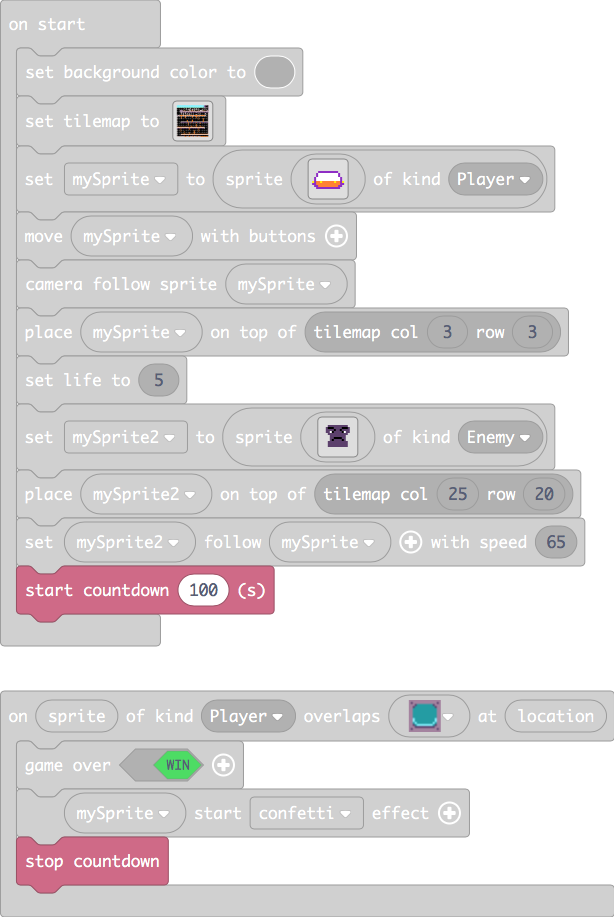 on start
set background color to
set tilemap to
set mySprite to sprite of kind Player
move mySprite with buttons
camera follow sprite mySprite
place mySprite on top of tilemap col 3 row 3
set life to 5
set mySprite2 to sprite of kind Enemy
place mySprite2 on top of tilemap col 25 row 20
set mySprite2 follow mySprite with speed 65
start countdown 100 (s)
on sprite of kind Player overlaps at location
game over WIN
mySprite start confetti effect
stop countdown